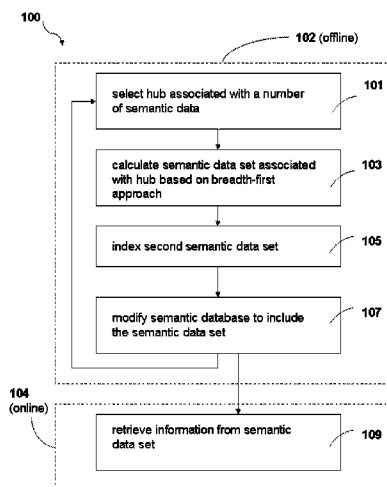 100
102 (offline)
select hub associated with a number
of semantic data
101
calculate semantic data set associated
with hub based on breadth-first
approach
103
index second semantic data set
105
modify semantic database to include
the semantic data set
107
104
(online)
retrieve information from semantic
data set
109